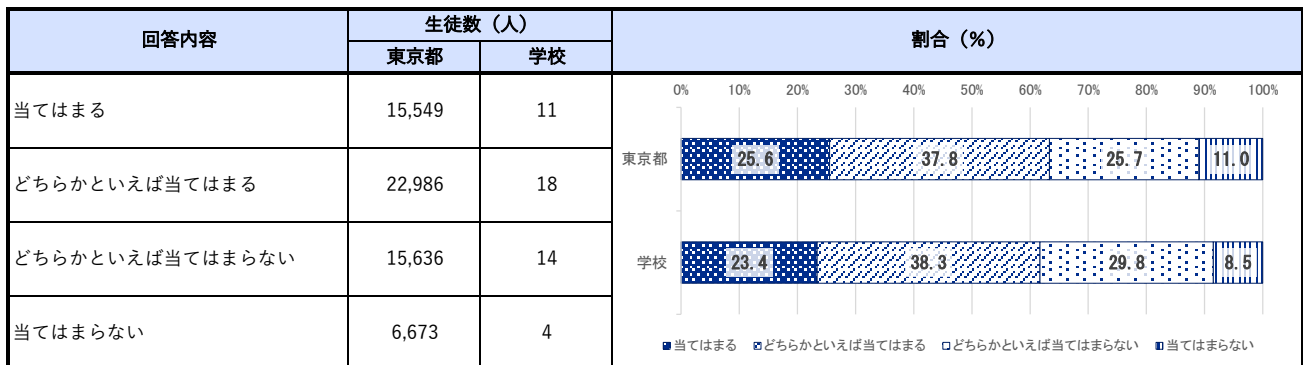 回答内容
生徒数（人）
割合（%）
東京都 学校
当てはまる 15,549 11
どちらかといえば当てはまる 22,986 18
どちらかといえば当てはまらない 15,636 14
当てはまらない 6,673 4
0% 10% 20% 30% 40% 50% 60% 70% 80% 90% 100%
東京都 25.6 37.8 25.7 11.0
学校 23.4 38.3 29.8 8.5
当てはまる どちらかといえば当てはまる どちらかといえば当てはまらない 当てはまらない